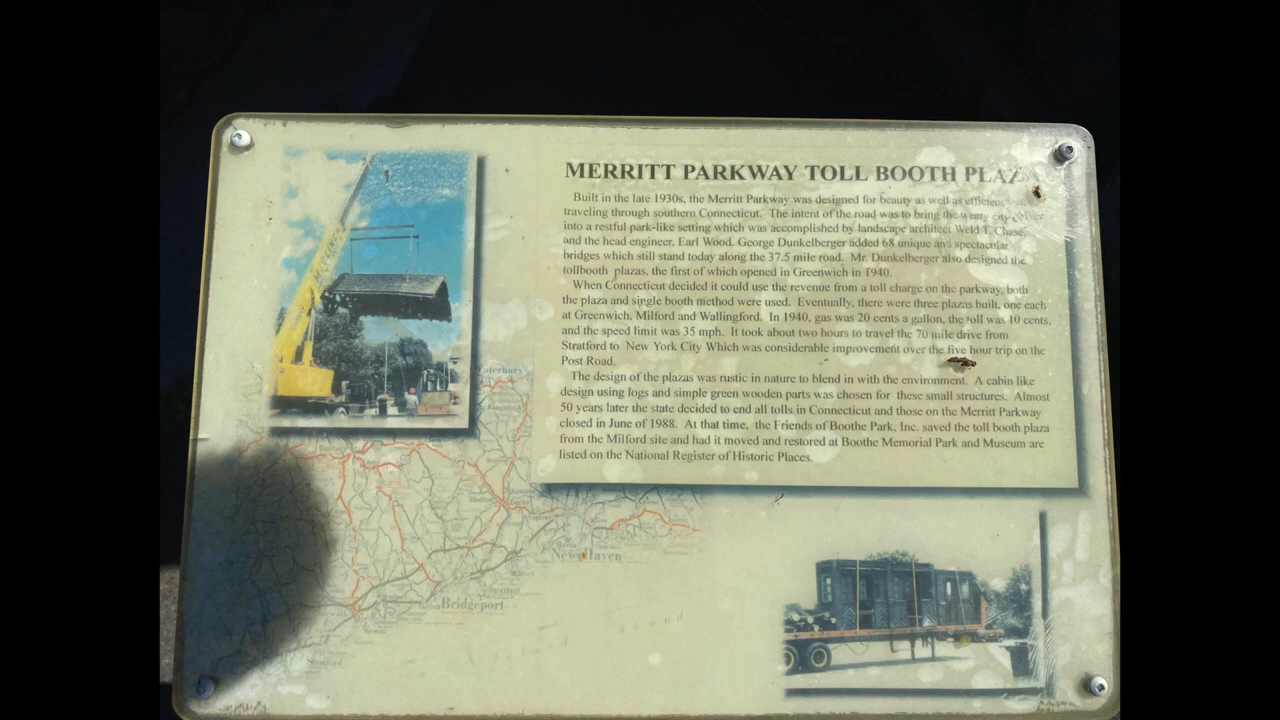 MERRITT PARKWAY TOLL BOOTH PLAZA
Built in the late 1930s, the Merritt Parkway was designed for beauty as well as efficiency
traveling through southern Connecticut. The intent of the road was to bring the weary city driver
into a restful park-like setting which was accomplished by landscape architect Weld T. Chase,
and the head engineer, Earl Wood. George Dunkelberger added 68 unique and spectacular
bridges which still stand today along the 37.5 mile road. Mr. Dunkelberger also designed the
tollbooth plazas, the first of which opened in Greenwich in 1940.
When Connecticut decided it could use the revenue from a toll charge on the parkway, both
the plaza and single booth method were used. Eventually, there were three plazas built, one each
at Greenwich, Milford and Wallingford. In 1940, gas was 20 cents a gallon, the toll was 10 cents,
and the speed limit was 35 mph. It took about two hours to travel the 70 mile drive from
Stratford to New York City Which was considerable improvement over the five hour trip on the
Post Road.
The design of the plazas was rustic in nature to blend in with the environment. A cabin like
design using logs and simple green wooden parts was chosen for these small structures. Almost
50 years later the state decided to end all tolls in Connecticut and those on the Merritt Parkway
closed in June of 1988. At that time, the Friends of Boothe Park, Inc. saved the toll booth plaza
from the Milford site and had it moved and restored at Boothe Memorial Park and Museum are
listed on the National Register of Historic Places.
Waterbury
New Haven
Milford
Bridgeport
Stamford
Sound